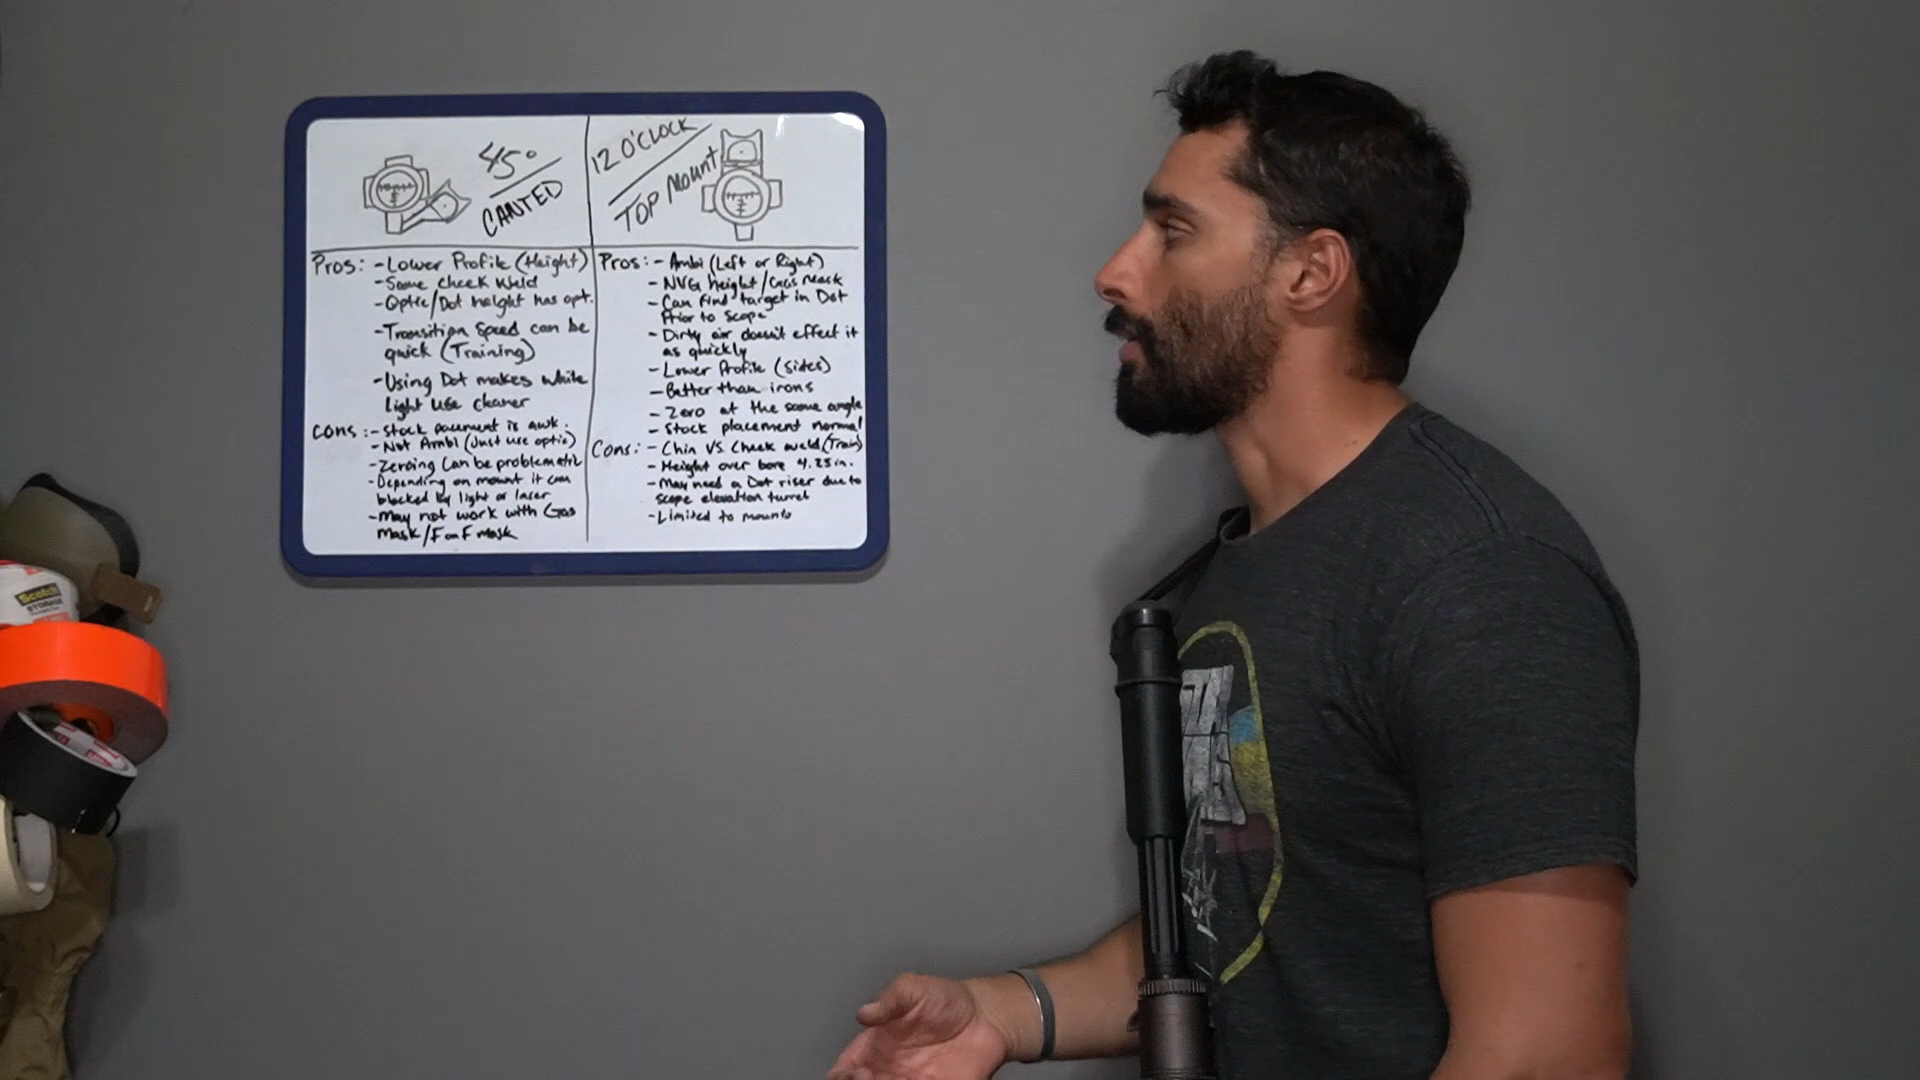 45°
CANTED
Pros: - Lower Profile (Height)
- Same cheek weld
- Optic/Dot height has opt.
- Transition Speed can be
quick (Training)
- Using Dot makes white
light use cleaner
Cons: - Stock pacement is awk.
- Not Ambi (Just use optic)
- Zeroing can be problematic
- Depending on mount it can
blocked by light or laser
- May not work with Gas
mask/FonF mask
12 O'CLOCK
TOP MOUNT
Pros: - Ambi (Left or Right)
- NVG height/Gas Mask
- Can find target in Dot
Prior to Scope
- Dirty air doesn't effect it
as quickly
- Lower Profile (sides)
- Better than irons
- Zero at the same angle
- Stock placement normal
Cons: - Chin VS. Cheek weld (Train)
- Height over bore 4.25in.
- May need a Dot riser due to
scope elevation turret
- Limited to mounts
Scotch
STORAGE